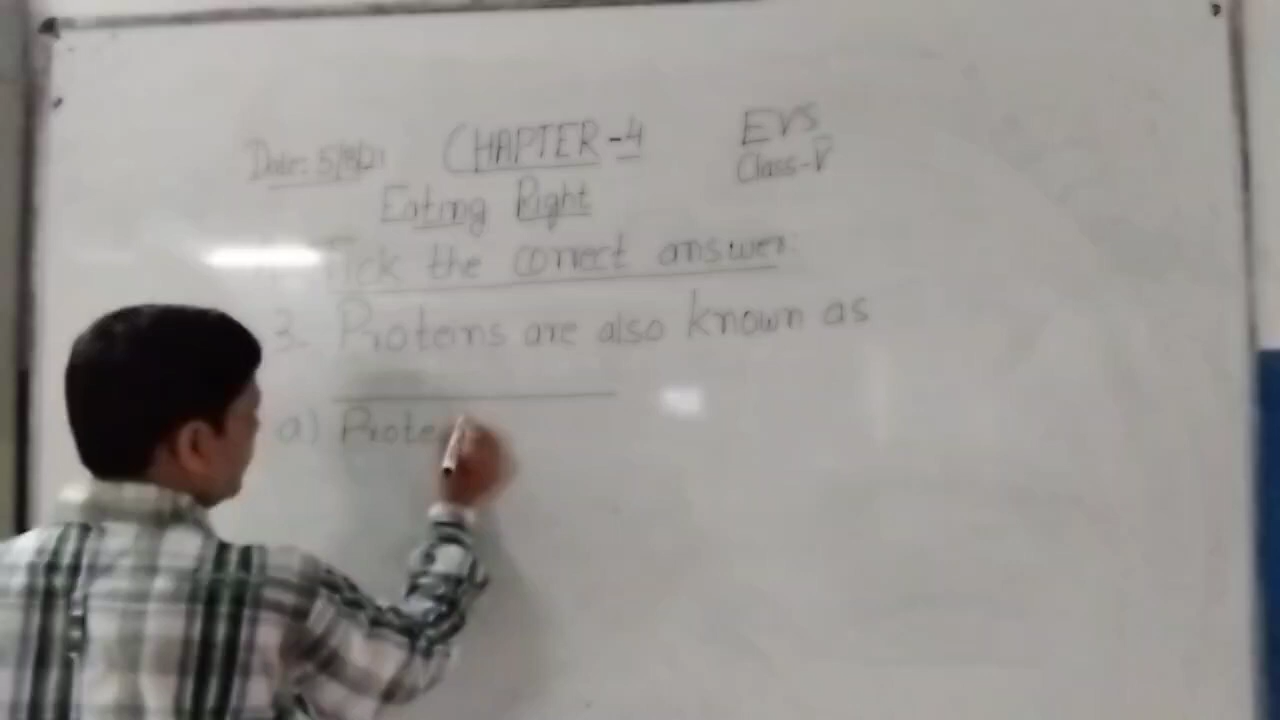 Date: 5/8/21 CHAPTER-4 EVS
Class-V
Eating Right
Tick the correct answer:
3. Proteins are also known as
__________
a) Prote